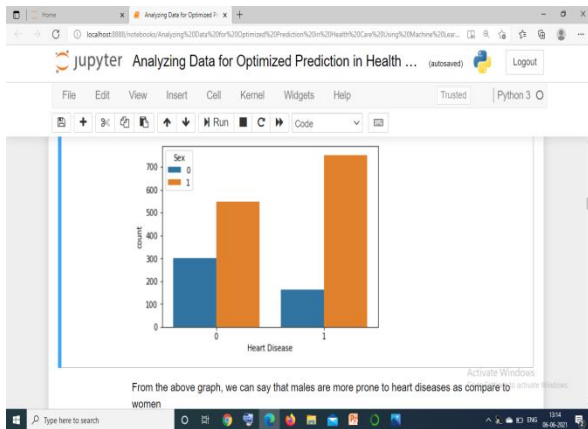 Home
Analyzing Data for Optimized Pr
localhost:8888/notebooks/Analyzing%20Data%20for%20Optimized%20Prediction%20in%20Health%20Care%20Using%20Machine%20Lear...
jupyter Analyzing Data for Optimized Prediction in Health ... (autosaved)
Logout
File Edit View Insert Cell Kernel Widgets Help
Trusted
Python 3
Run
Code
Sex
0
1
700
600
500
400
300
200
100
0
count
0 1
Heart Disease
Activate Windows
From the above graph, we can say that males are more prone to heart diseases as compare to
women
Type here to search
ENG
13:14
06-06-2021